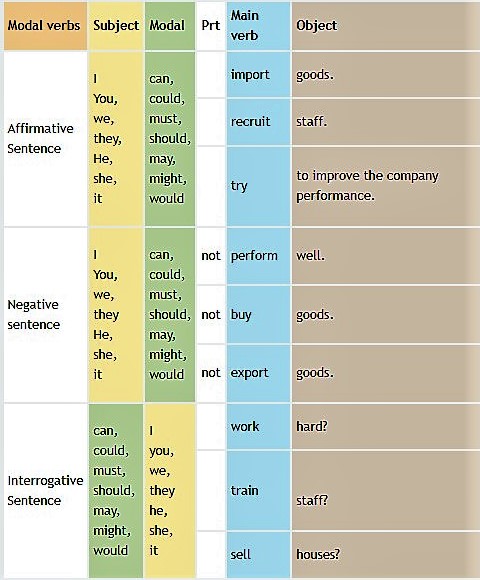 Modal verbs Subject Modal Prt Main verb Object
Affirmative Sentence
I
You,
we,
they,
He,
she,
it
can,
could,
must,
should,
may,
might,
would
import goods.
recruit staff.
try to improve the company performance.
Negative sentence
I
You,
we,
they
He,
she,
it
can,
could,
must,
should,
may,
might,
would
not perform well.
not buy goods.
not export goods.
Interrogative Sentence
can,
could,
must,
should,
may,
might,
would
I
you,
we,
they
he,
she,
it
work hard?
train staff?
sell houses?